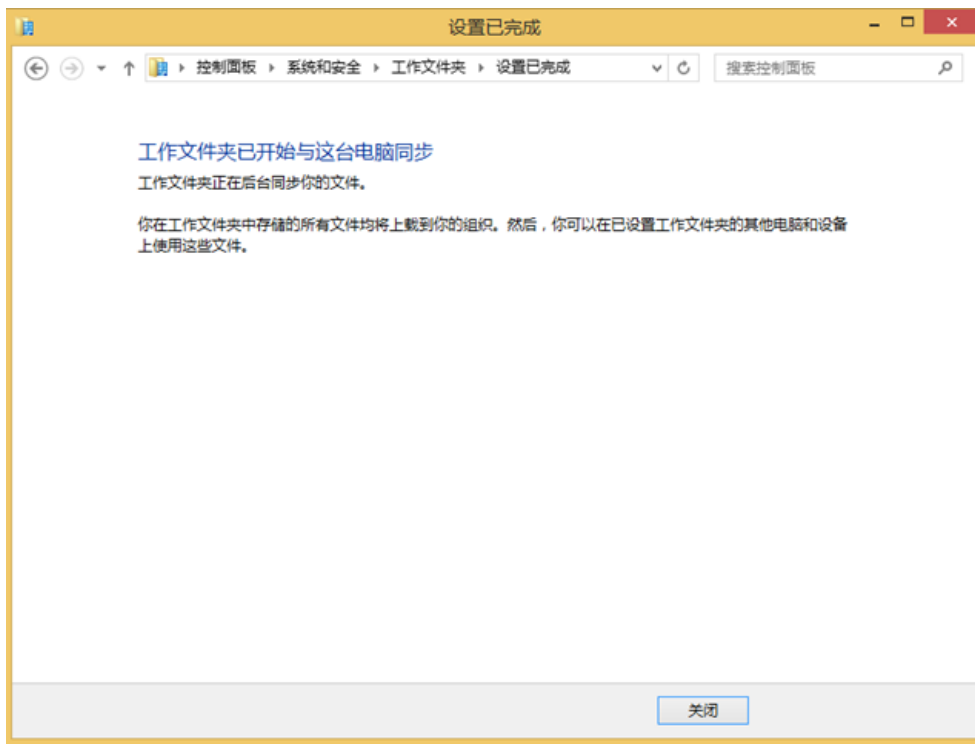 设置已完成
控制面板 系统和安全 工作文件夹 设置已完成 搜索控制面板
工作文件夹已开始与这台电脑同步
工作文件夹正在后台同步你的文件。
你在工作文件夹中存储的所有文件均将上载到你的组织。然后，你可以在已设置工作文件夹的其他电脑和设备
上使用这些文件。
关闭